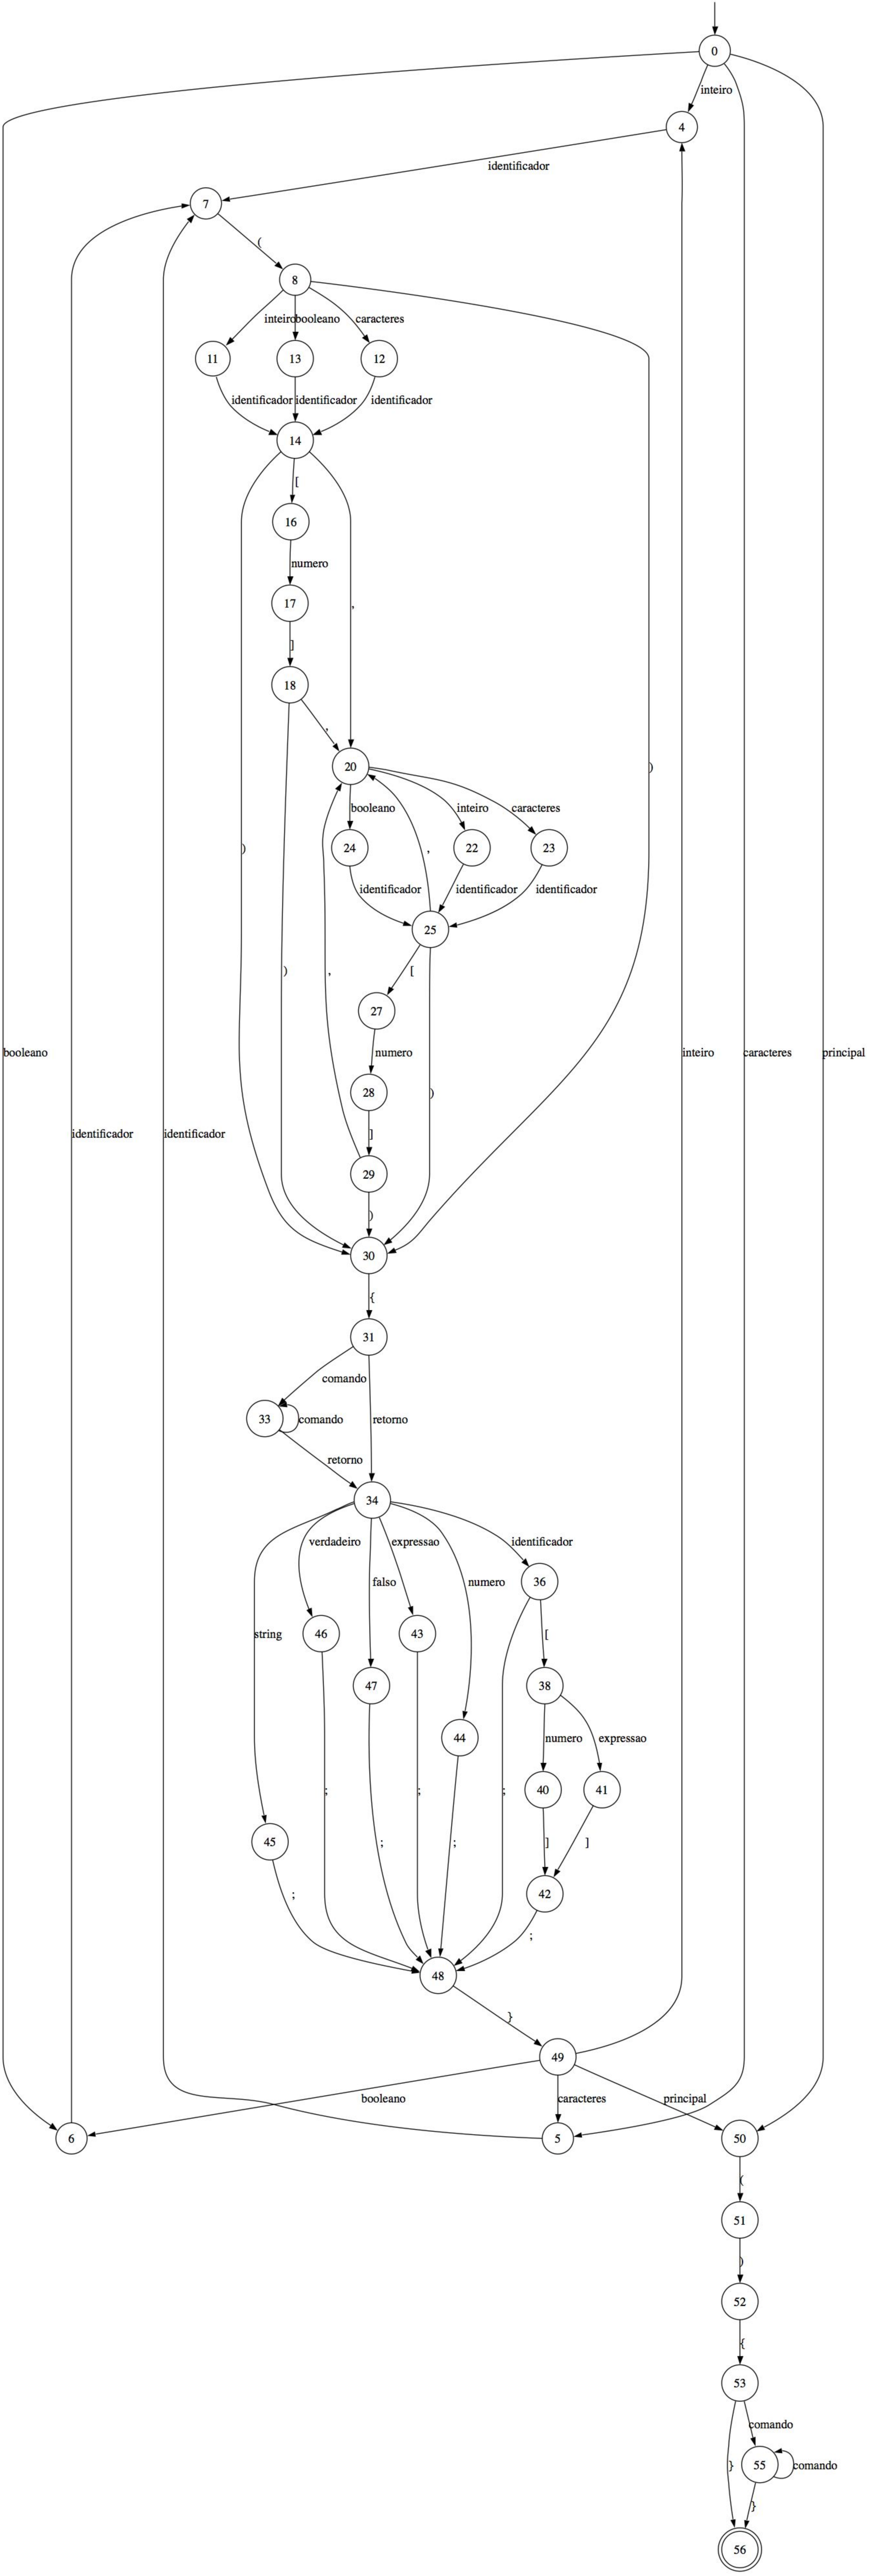 0
inteiro
4
identificador
7
(
8
inteiro booleano caracteres
11 13 12
identificador identificador identificador
14
[
16
numero
17
,
]
18
,
20
)
booleano inteiro caracteres
24 22 23
) ,
identificador identificador identificador
25
) , [
27
booleano numero inteiro caracteres principal
28 )
identificador identificador ]
29
)
30
{
31
comando
33 comando retorno
retorno
34
verdadeiro expressao identificador
falso numero 36
string 46 43 [
47 38
44 numero expressao
; ; ; 40 41
45 ; ; ] ]
; 42
;
48
}
49
booleano caracteres principal
6 5 50
(
51
)
52
{
53
comando
} 55 comando
}
56